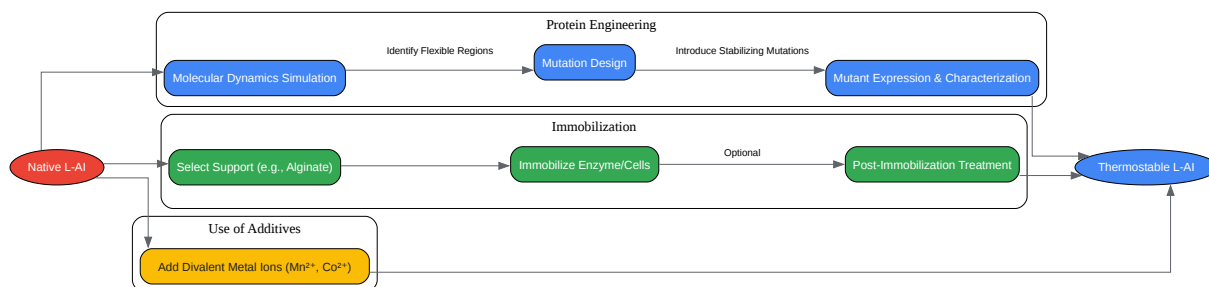 Protein Engineering
Molecular Dynamics Simulation
Identify Flexible Regions
Mutation Design
Introduce Stabilizing Mutations
Mutant Expression & Characterization
Immobilization
Native L-AI
Select Support (e.g., Alginate)
Immobilize Enzyme/Cells
Optional
Post-Immobilization Treatment
Thermostable L-AI
Use of Additives
Add Divalent Metal Ions (Mn²⁺, Co²⁺)